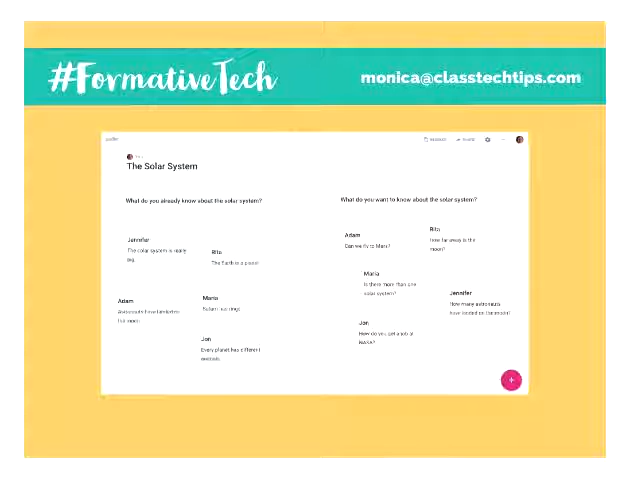 #FormativeTech
monica@classtechtips.com
padlet
REMAKE SHARE
The Solar System
What do you already know about the solar system?
What do you want to know about the solar system?
Jennifer
The solar system is really
big.
Rita
The Earth is a planet
Adam
Astronauts have landed on
the moon
Maria
Saturn has rings
Jon
Every planet has different
Adam
Can we fly to Mars?
Rita
How far away is the
moon?
Maria
Is there more than one
solar system?
Jennifer
How many astronauts
have landed on the moon?
Jon
How do you get a job at
NASA?
+